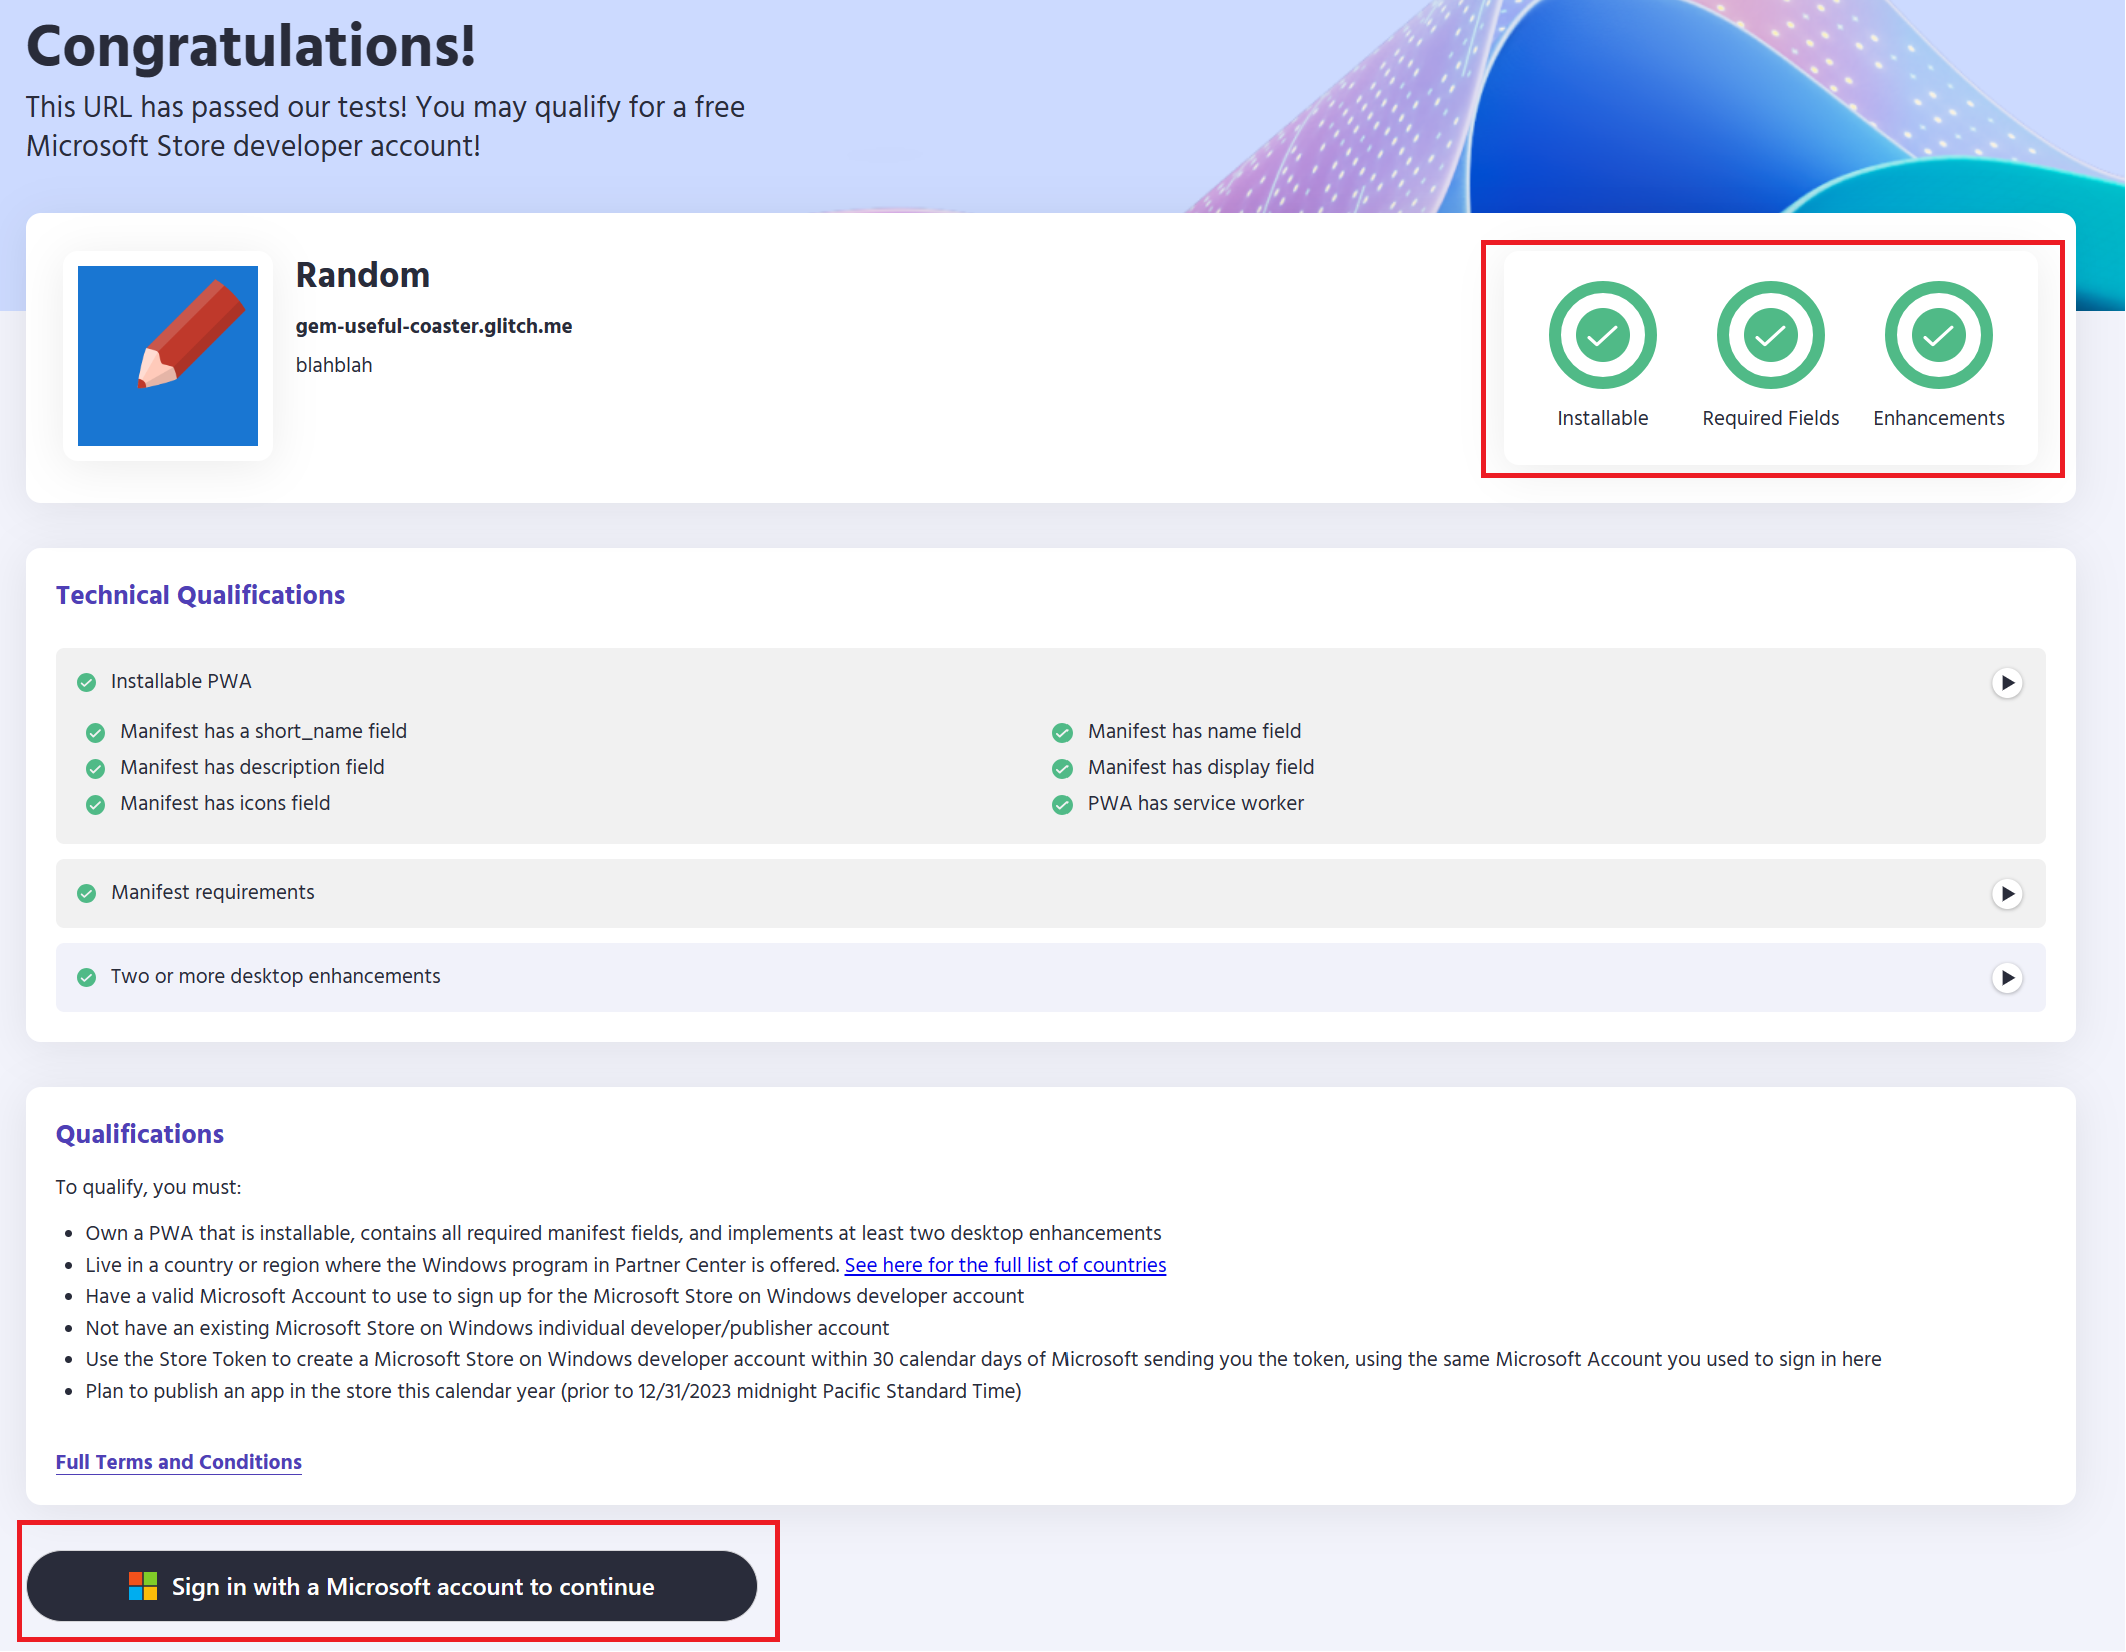 Congratulations!
This URL has passed our tests! You may qualify for a free
Microsoft Store developer account!
Random
gem-useful-coaster.glitch.me
blahblah
Installable
Required Fields
Enhancements
Technical Qualifications
Installable PWA
Manifest has a short_name field
Manifest has name field
Manifest has description field
Manifest has display field
Manifest has icons field
PWA has service worker
Manifest requirements
Two or more desktop enhancements
Qualifications
To qualify, you must:
• Own a PWA that is installable, contains all required manifest fields, and implements at least two desktop enhancements
• Live in a country or region where the Windows program in Partner Center is offered. See here for the full list of countries
• Have a valid Microsoft Account to use to sign up for the Microsoft Store on Windows developer account
• Not have an existing Microsoft Store on Windows individual developer/publisher account
• Use the Store Token to create a Microsoft Store on Windows developer account within 30 calendar days of Microsoft sending you the token, using the same Microsoft Account you used to sign in here
• Plan to publish an app in the store this calendar year (prior to 12/31/2023 midnight Pacific Standard Time)
Full Terms and Conditions
Sign in with a Microsoft account to continue